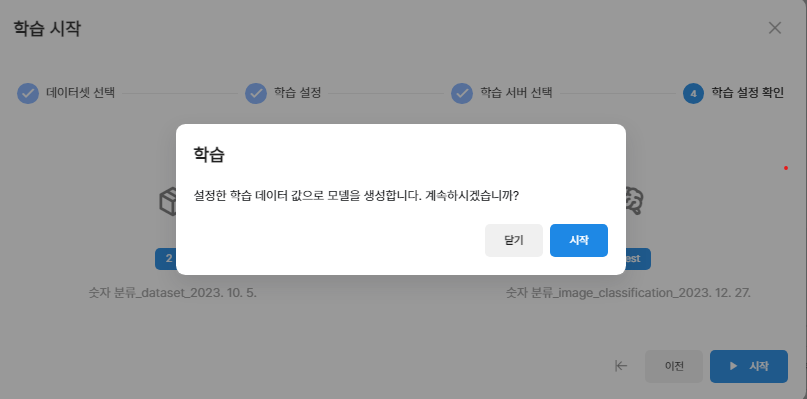 학습 시작
데이터셋 선택
학습 설정
학습 서버 선택
4 학습 설정 확인
학습
설정한 학습 데이터 값으로 모델을 생성합니다. 계속하시겠습니까?
닫기 시작
2
est
숫자 분류_dataset_2023. 10. 5.
숫자 분류_image_classification_2023. 12. 27.
이전 시작